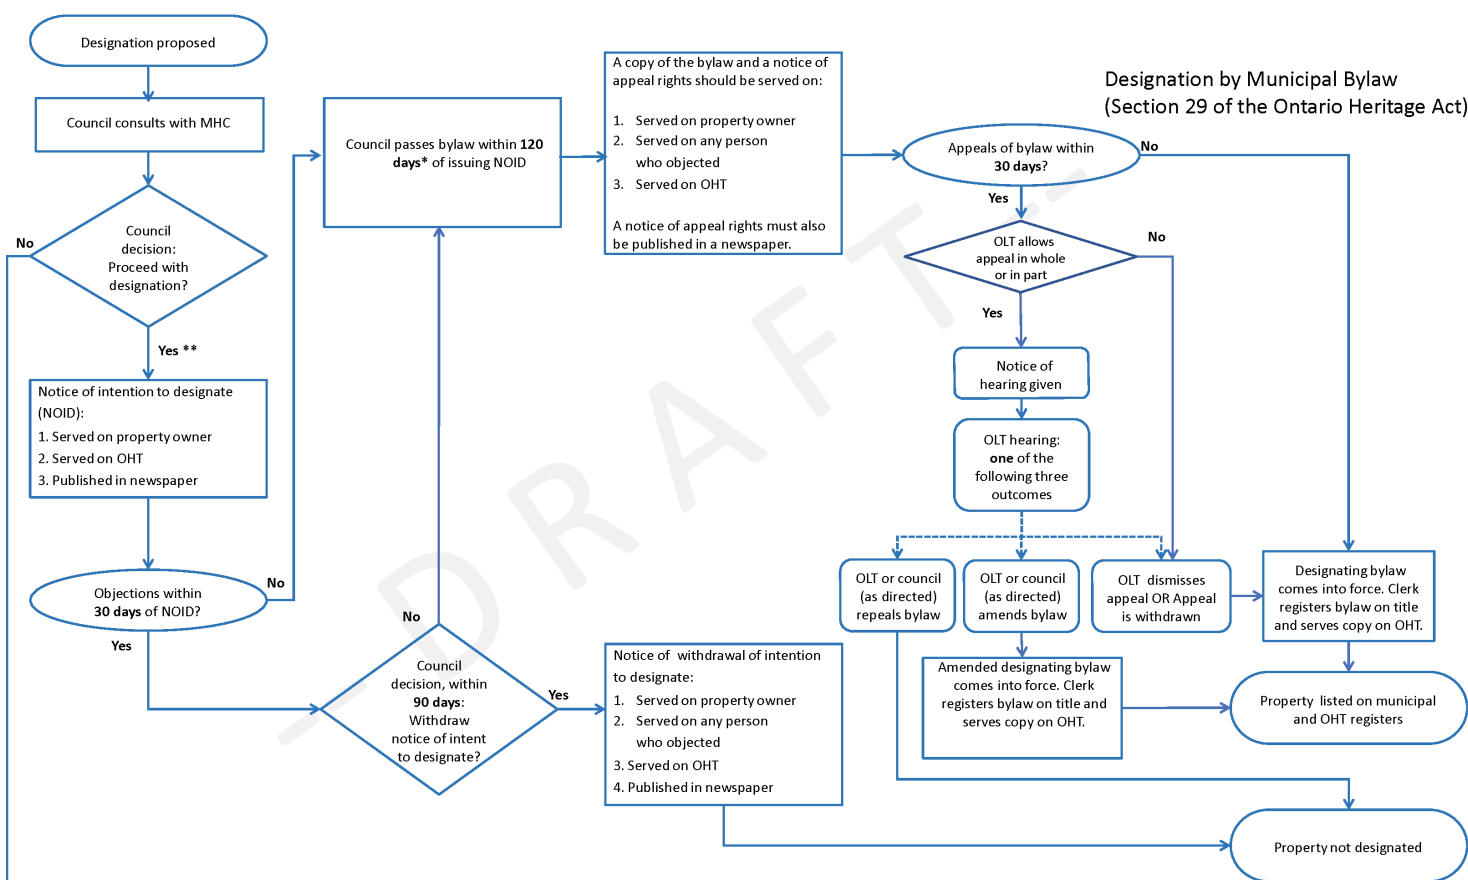 Designation by Municipal Bylaw
(Section 29 of the Ontario Heritage Act)
Designation proposed
Council consults with MHC
Council
decision:
Proceed with
designation?
No
Yes **
Notice of intention to designate
(NOID):
1. Served on property owner
2. Served on OHT
3. Published in newspaper
Objections within
30 days of NOID?
No
Yes
Council passes bylaw within 120
days* of issuing NOID
No
Council
decision, within
90 days:
Withdraw
notice of intent
to designate?
Yes
A copy of the bylaw and a notice of
appeal rights should be served on:
1. Served on property owner
2. Served on any person
who objected
3. Served on OHT
A notice of appeal rights must also
be published in a newspaper.
Notice of withdrawal of intention
to designate:
1. Served on property owner
2. Served on any person
who objected
3. Served on OHT
4. Published in newspaper
Appeals of bylaw within
30 days?
No
Yes
OLT allows
appeal in whole
or in part
No
Yes
Notice of
hearing given
OLT hearing:
one of the
following three
outcomes
OLT or council
(as directed)
repeals bylaw
OLT or council
(as directed)
amends bylaw
OLT dismisses
appeal OR Appeal
is withdrawn
Designating bylaw
comes into force. Clerk
registers bylaw on title
and serves copy on OHT.
Amended designating bylaw
comes into force. Clerk
registers bylaw on title and
serves copy on OHT.
Property listed on municipal
and OHT registers
Property not designated
– DRAFT --